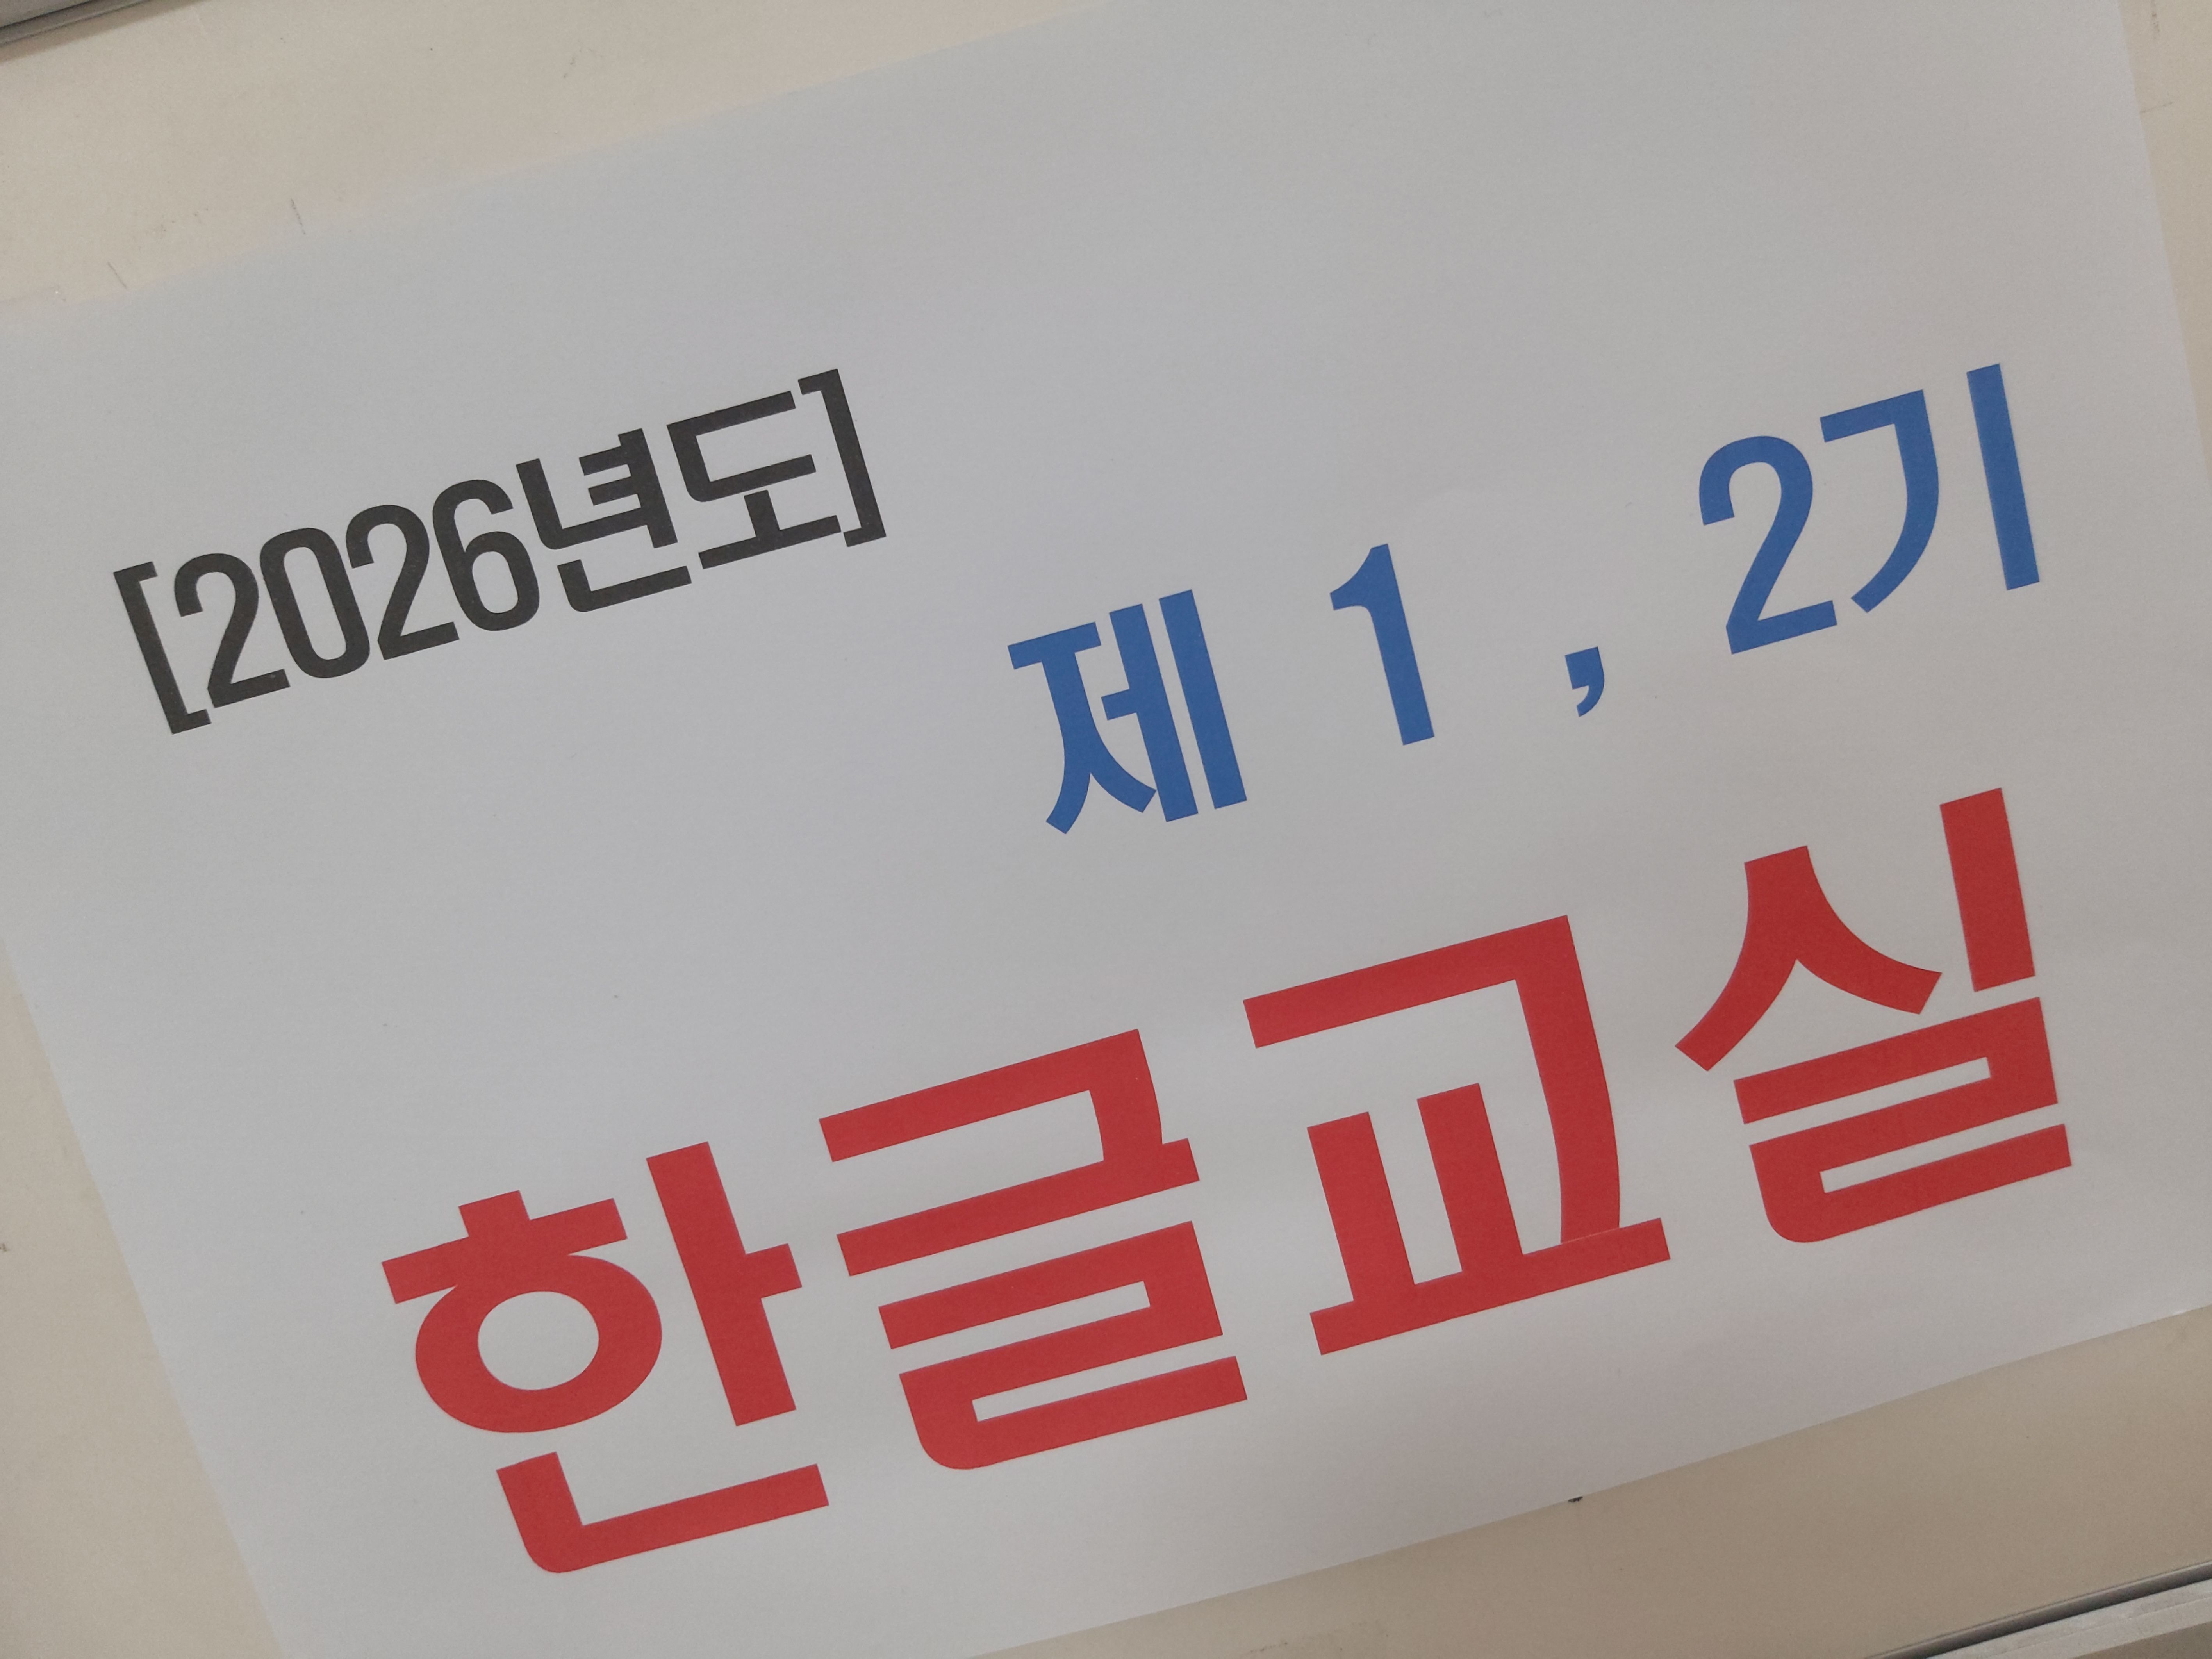 [2026년도]
제 1 , 2기
한글교실